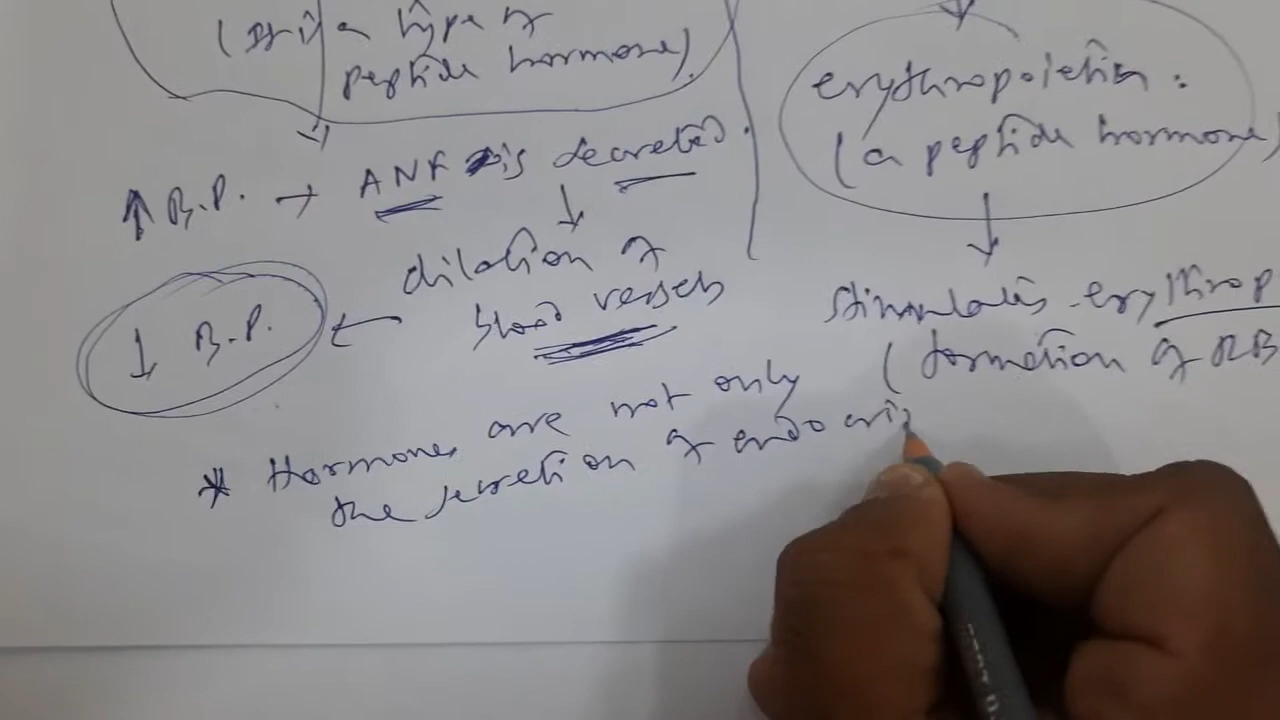 (It is a type of
peptide hormone).
↑ B.P. → ANF is secreted.
↓
dilation of
blood vessels
←
↓ B.P.
erythropoietin.
(a peptide hormone)
↓
stimulates erythrop
(formation of RB
* Hormones are not only
the secretion of endocri